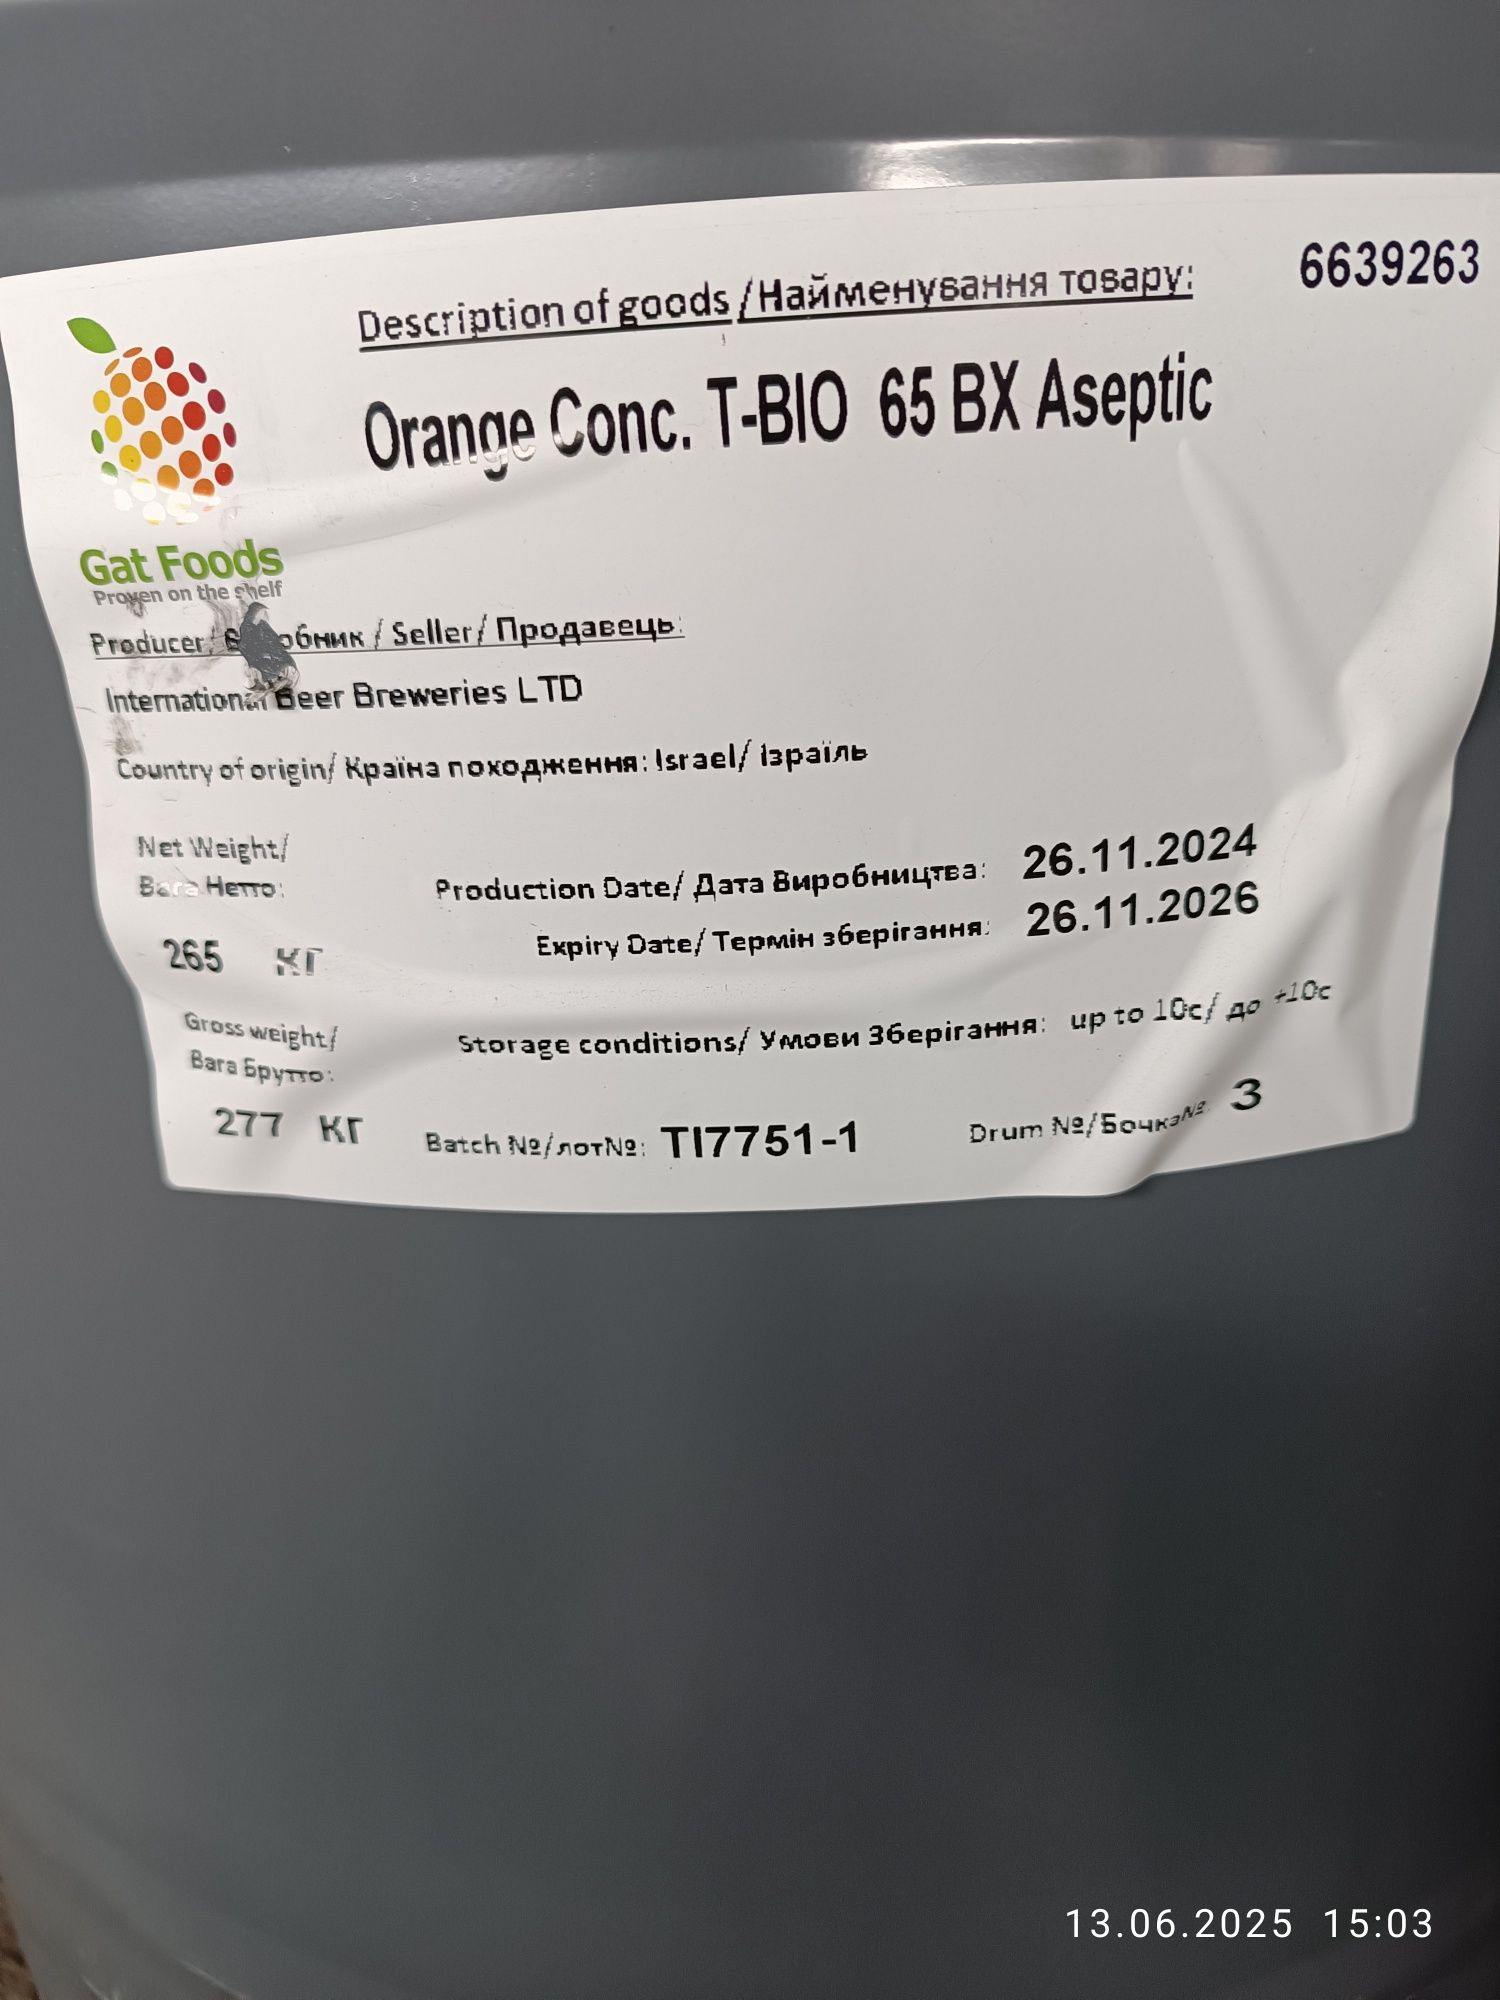 6639263
Description of goods/Найменування товару:
Orange Conc. T-BIO 65 BX Aseptic
Gat Foods
Proven on the shelf
Producer/ обник / Seller/ Продавець:
International Beer Breweries LTD
Country of origin/ Країна походження: Israel/ Ізраїль
Net Weight/
Вага Нетто:
265 КГ
Production Date/ Дата Виробництва: 26.11.2024
Expiry Date/ Термін зберігання: 26.11.2026
Gross weight/
Вага Брутто:
277 КГ
Storage conditions/ Умови Зберігання: up to 10c/ до +10c
Batch №/лот№: TI7751-1
Drum №/Бочка№: 3
13.06.2025 15:03